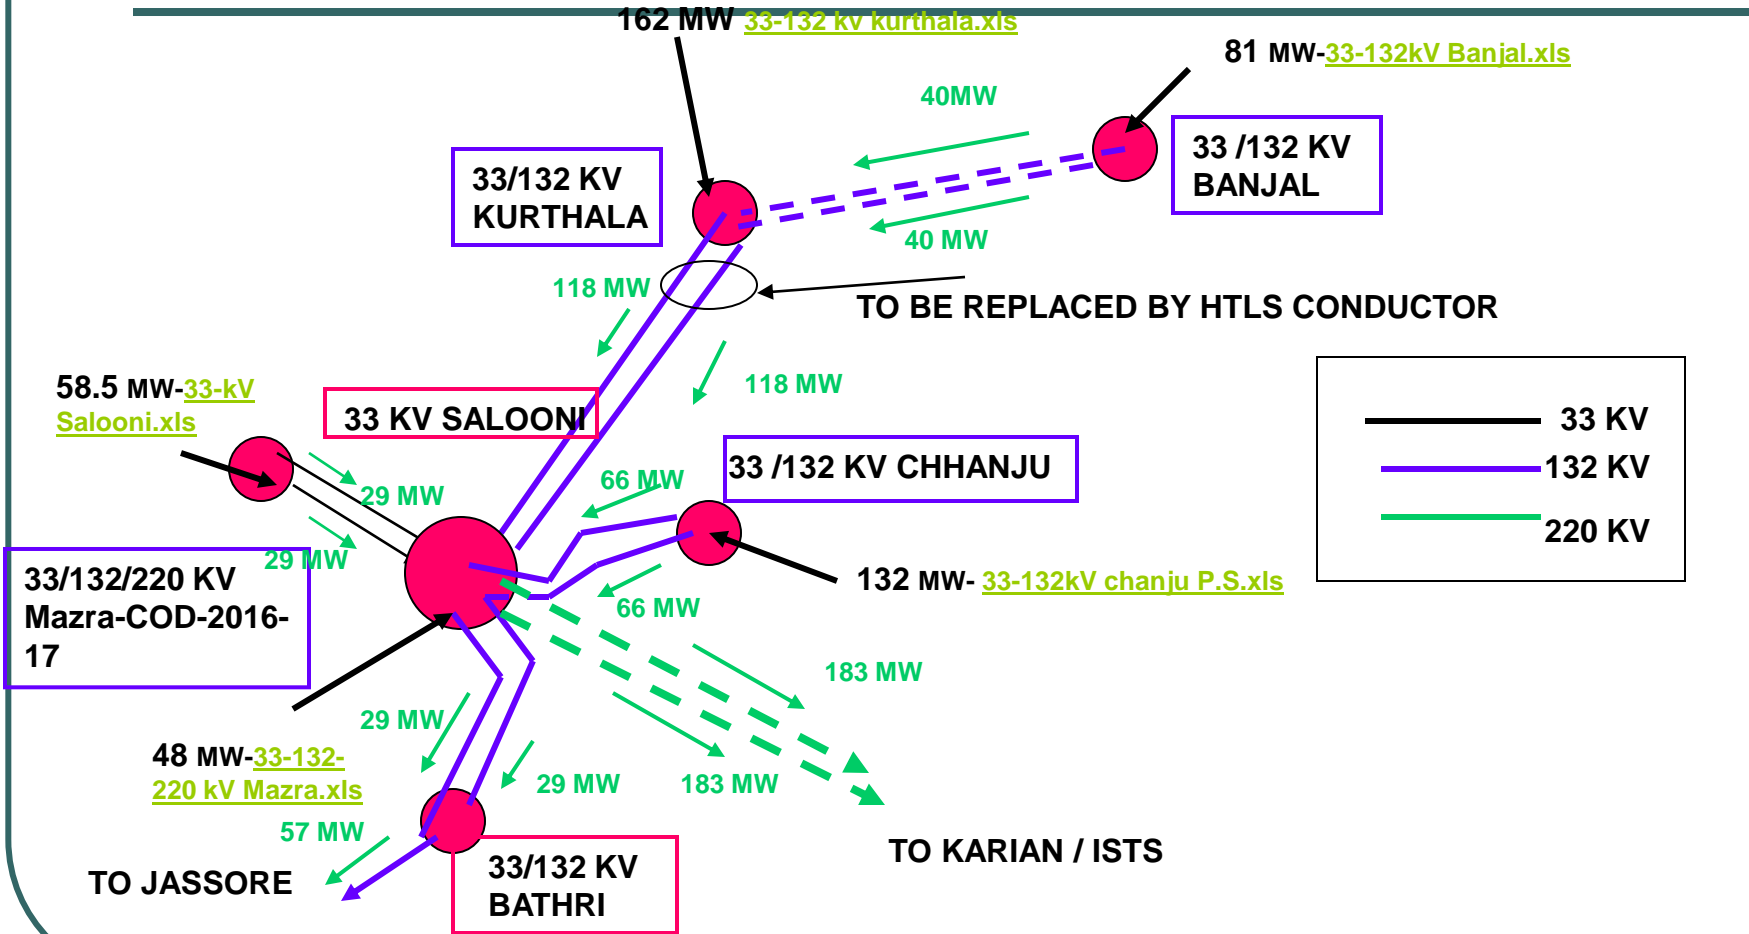 162 MW 33-132 kv kurthala.xls
81 MW-33-132kV Banjal.xls
40MW
33 /132 KV
BANJAL
33/132 KV
KURTHALA
40 MW
118 MW
TO BE REPLACED BY HTLS CONDUCTOR
118 MW
58.5 MW-33-kV
Salooni.xls
33 KV SALOONI
33 KV
132 KV
220 KV
33 /132 KV CHHANJU
66 MW
29 MW
29 MW
33/132/220 KV
Mazra-COD-2016-
17
132 MW- 33-132kV chanju P.S.xls
66 MW
183 MW
29 MW
48 MW-33-132-
220 kV Mazra.xls
29 MW
183 MW
57 MW
TO KARIAN / ISTS
TO JASSORE
33/132 KV
BATHRI